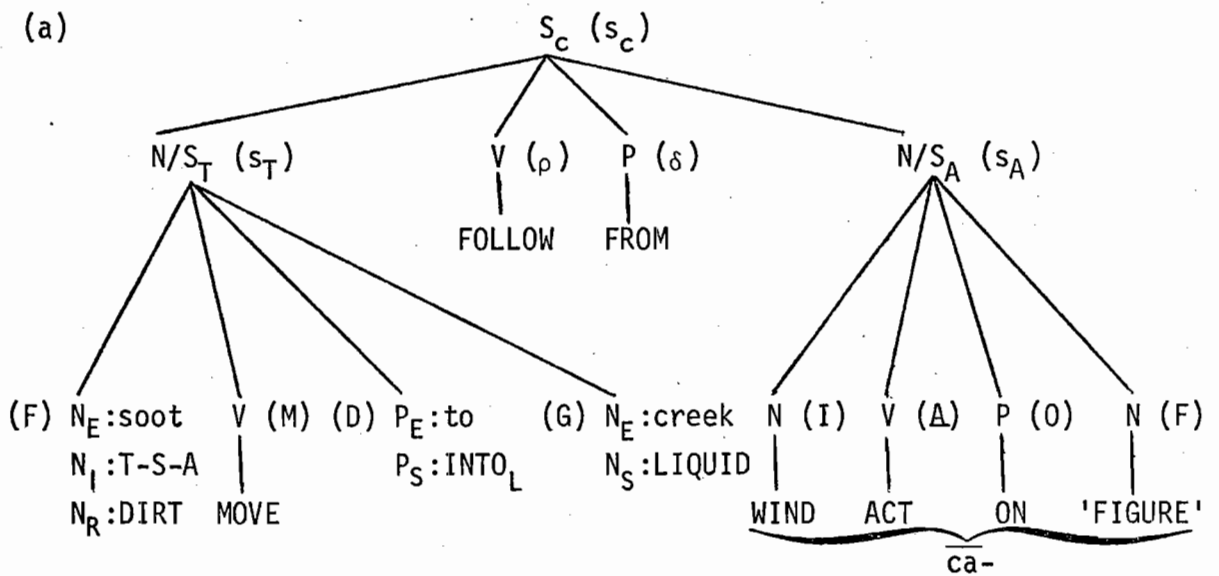 (a) S_c (s_c)
N/S_T (s_T) V (ρ) P (δ) N/S_A (s_A)
FOLLOW FROM
(F) N_E:soot V (M) (D) P_E:to (G) N_E:creek N (I) V (Δ) P (O) N (F)
N_I:T-S-A P_S:INTO_L N_S:LIQUID
N_R:DIRT MOVE WIND ACT ON 'FIGURE'
ca-